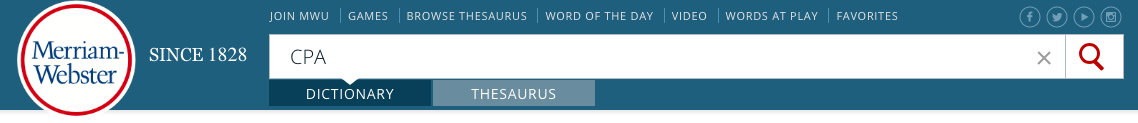 JOIN MWU GAMES BROWSE THESAURUS WORD OF THE DAY VIDEO WORDS AT PLAY FAVORITES
Merriam-
Webster
SINCE 1828
CPA
DICTIONARY THESAURUS